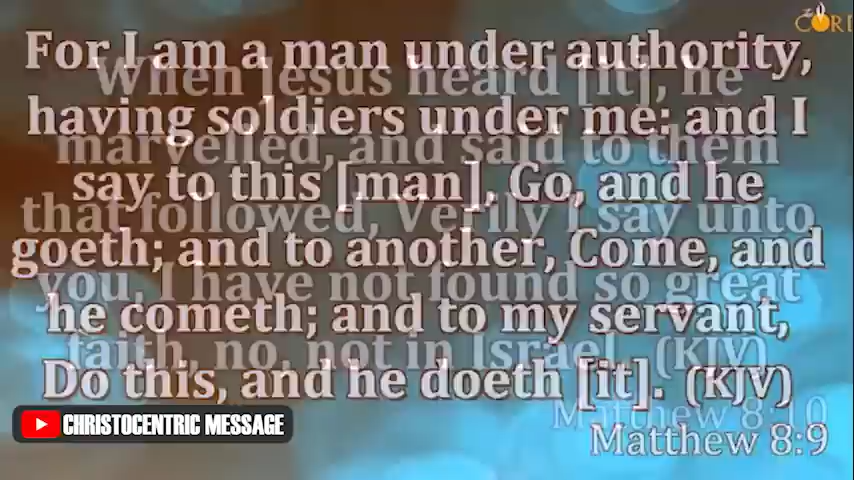 The
CORE
For I am a man under authority,
having soldiers under me: and I
say to this [man], Go, and he
goeth; and to another, Come, and
he cometh; and to my servant,
Do this, and he doeth [it]. (KJV)
Matthew 8:9
When Jesus heard [it], he
marvelled, and said to them
that followed, Verily I say unto
you, I have not found so great
faith, no, not in Israel. (KJV)
Matthew 8:10
CHRISTOCENTRIC MESSAGE